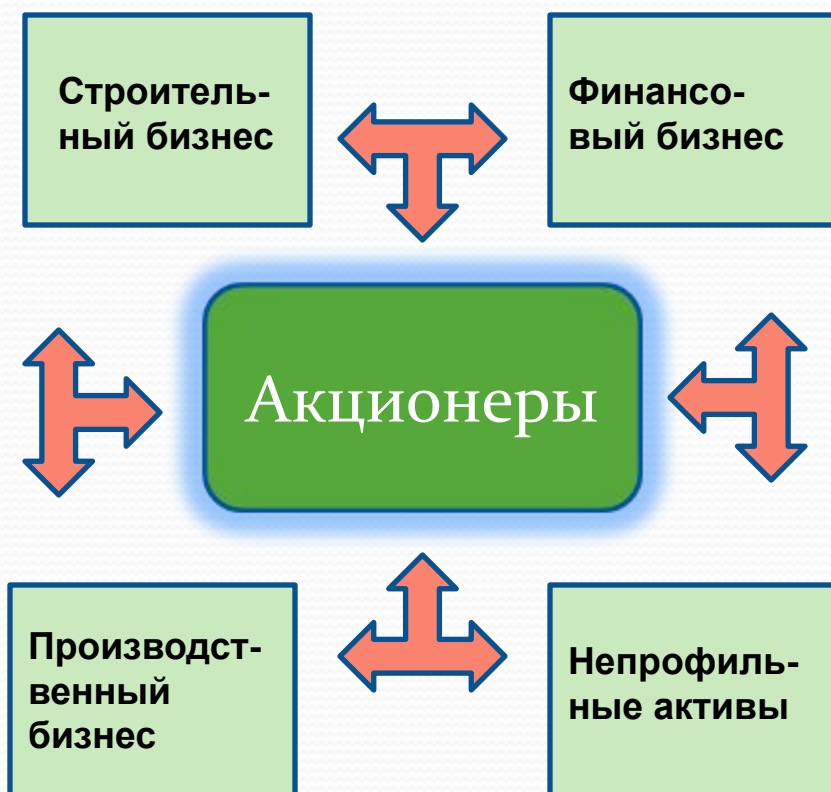 Строитель-
ный бизнес
Финансо-
вый бизнес
Акционеры
Производст-
венный
бизнес
Непрофиль-
ные активы